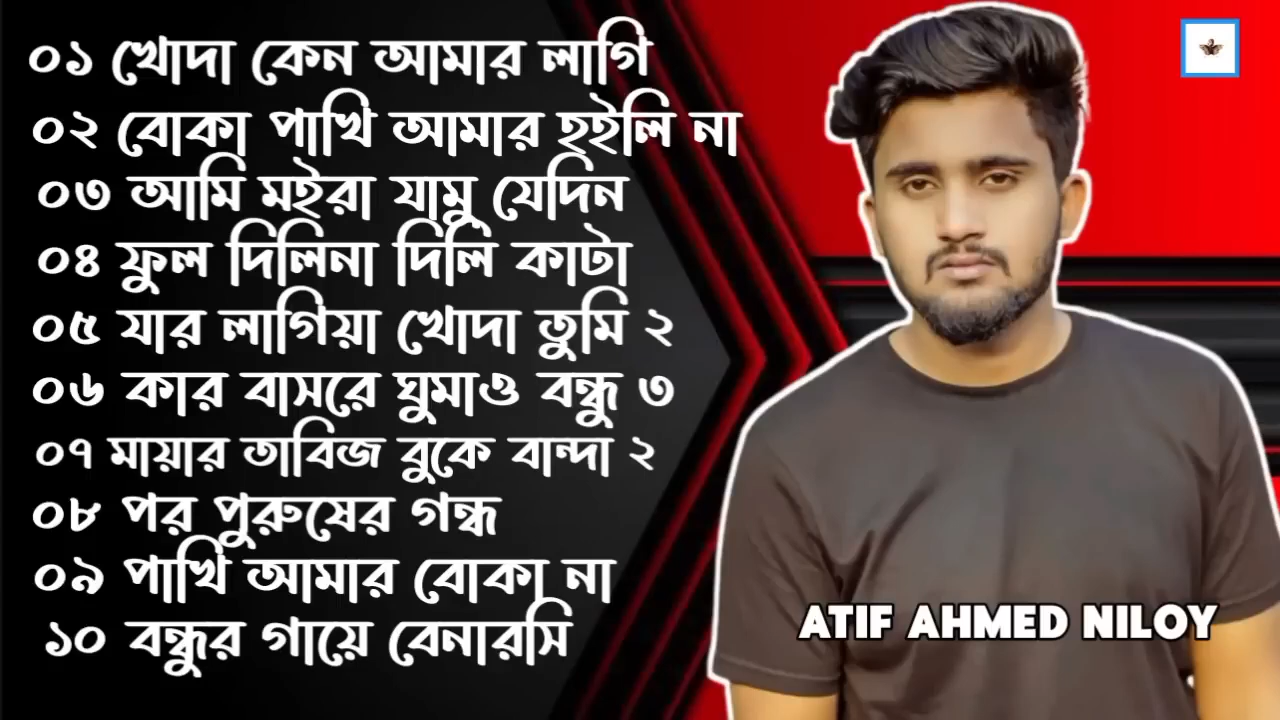 ০১ খোদা কেন আমার লাগি
০২ বোকা পাখি আমার হইলি না
০৩ আমি মইরা যামু যেদিন
০৪ ফুল দিলিনা দিলি কাটা
০৫ যার লাগিয়া খোদা তুমি ২
০৬ কার বাসরে ঘুমাও বন্ধু ৩
০৭ মায়ার তাবিজ বুকে বান্দা ২
০৮ পর পুরুষের গন্ধ
০৯ পাখি আমার বোকা না
১০ বন্ধুর গায়ে বেনারসি
ATIF AHMED NILOY